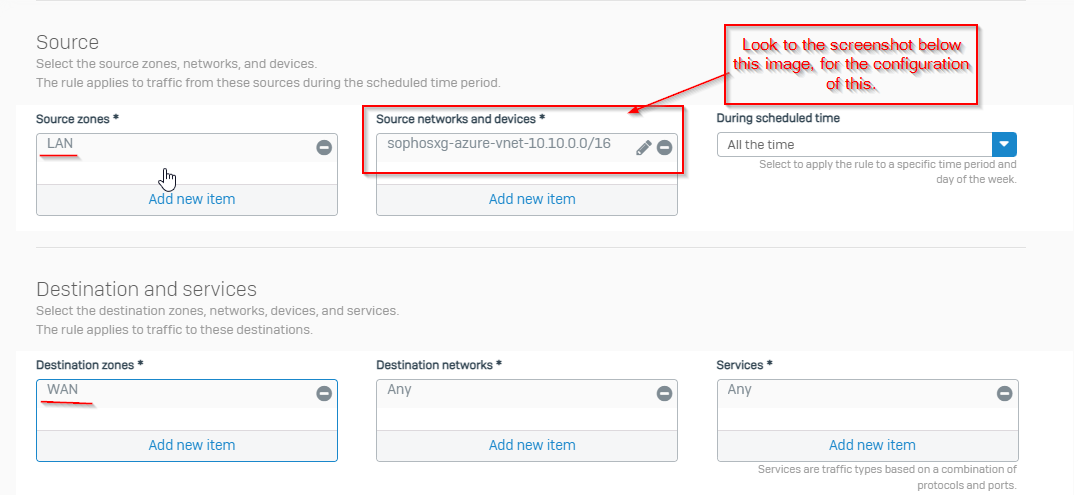 Source
Select the source zones, networks, and devices.
The rule applies to traffic from these sources during the scheduled time period.
Look to the screenshot below
this image, for the configuration
of this.
Source zones *
LAN
Add new item
Source networks and devices *
sophosxg-azure-vnet-10.10.0.0/16
Add new item
During scheduled time
All the time
Select to apply the rule to a specific time period and
day of the week.
Destination and services
Select the destination zones, networks, devices, and services.
The rule applies to traffic to these destinations.
Destination zones *
WAN
Add new item
Destination networks *
Any
Add new item
Services *
Any
Add new item
Services are traffic types based on a combination of
protocols and ports.